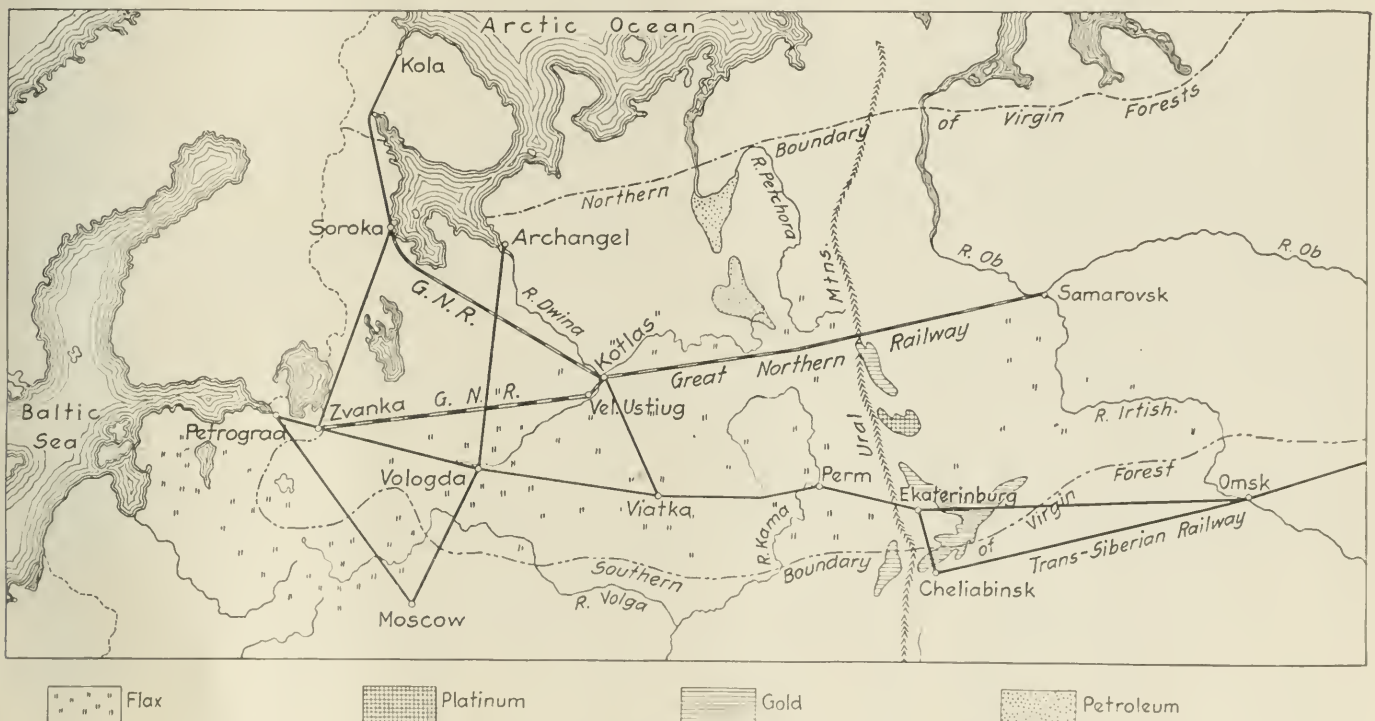 Arctic Ocean
Kola
Northern Boundary of Virgin Forests
R. Petchora
Soroka
Archangel
Mtns.
R. Ob
R. Ob
Samarovsk
G. N. R.
R. Dwina
Kotlas
Great Northern Railway
Baltic Sea
Petrograd
Zvanka
G. N. R.
Vel. Ustiug
R. Irtish.
Ural
Vologda
Viatka
Perm
Ekaterinburg
Omsk
R. Kama
Southern Boundary of Virgin Forest
Trans-Siberian Railway
Cheliabinsk
R. Volga
Moscow
Flax
Platinum
Gold
Petroleum